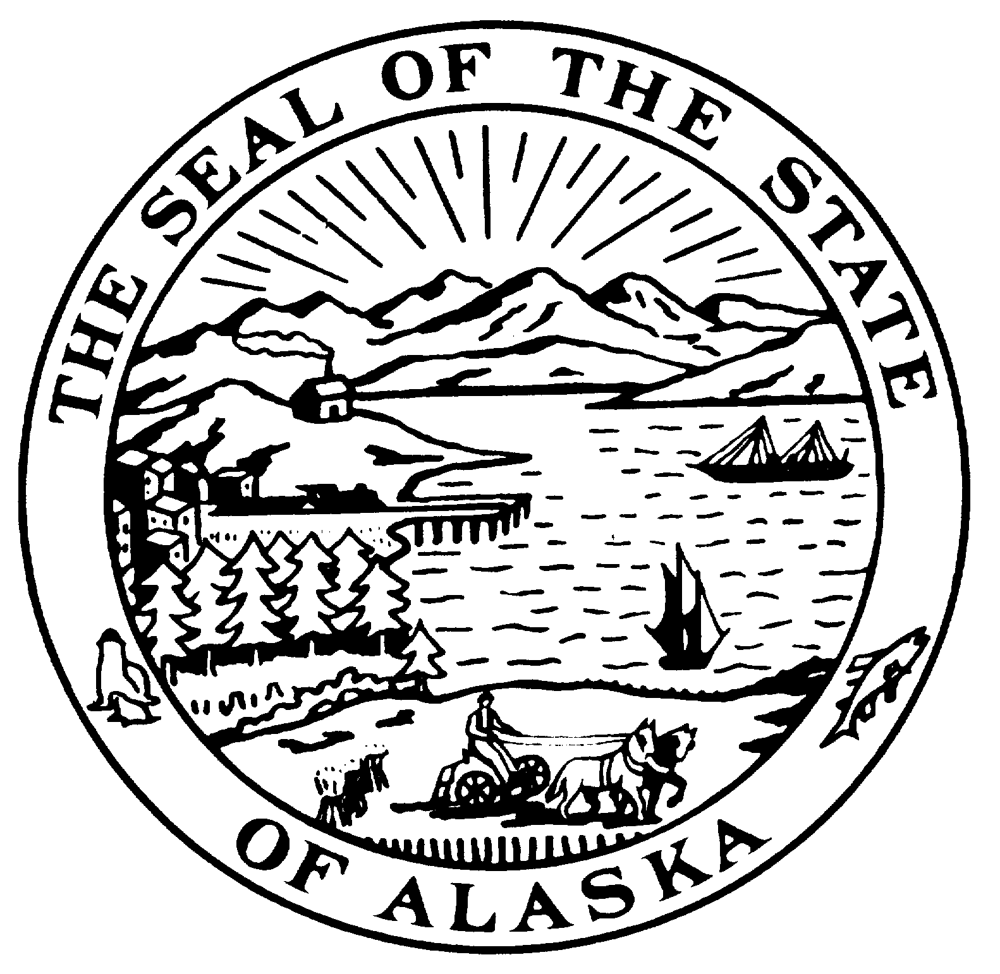 THE SEAL OF THE STATE
OF ALASKA